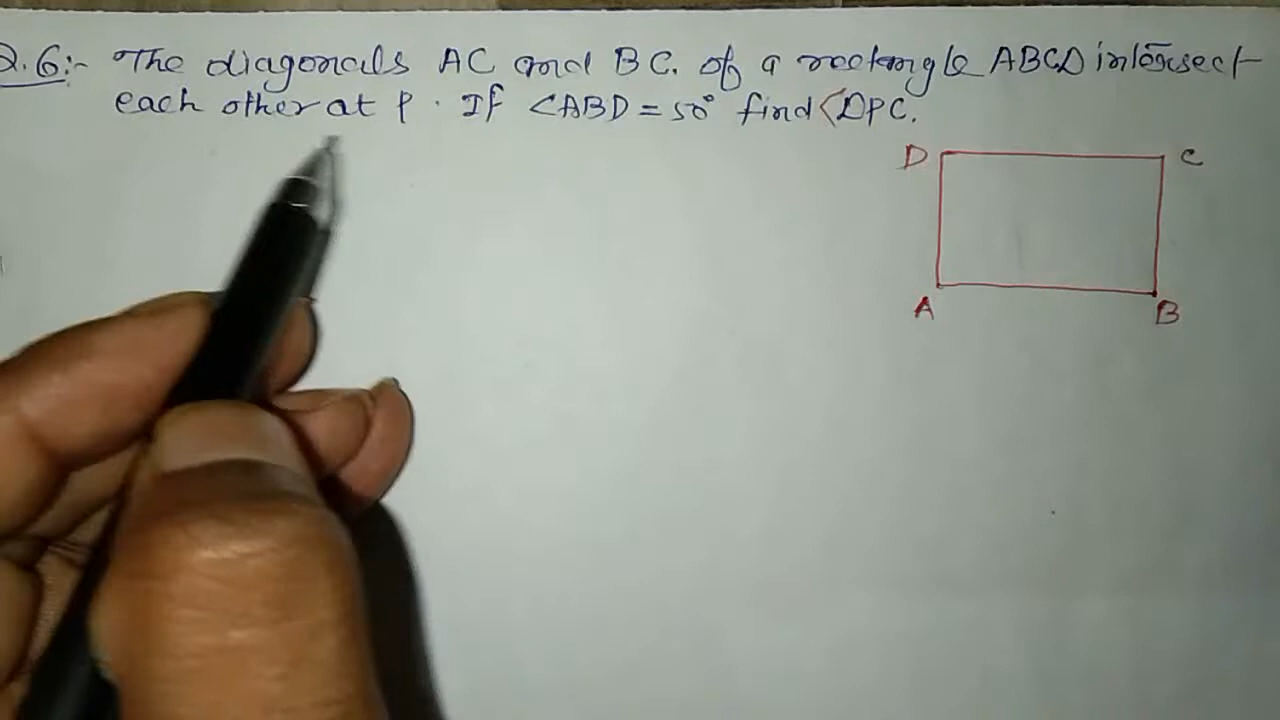 Q.6:- The diagonals AC and BC. of a rectangle ABCD intersect
each other at P. If <ABD = 50° find <DPC.
D C
A B